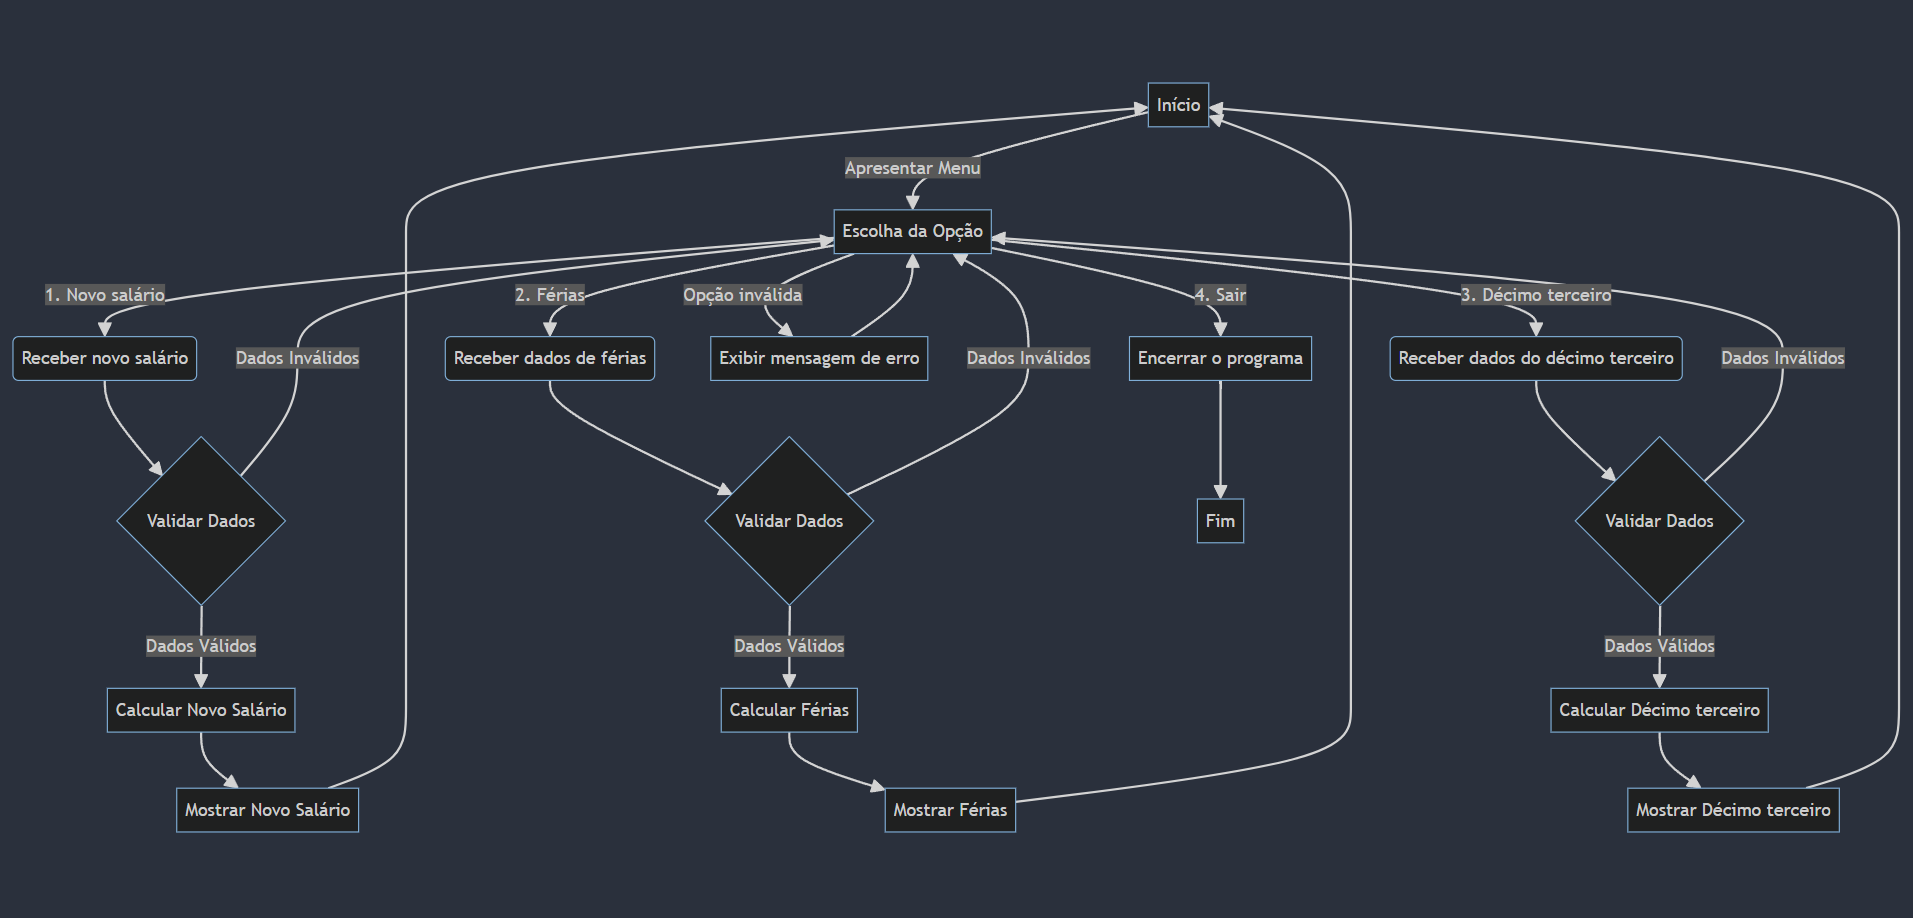 Início
Apresentar Menu
Escolha da Opção
1. Novo salário
2. Férias
Opção inválida
4. Sair
3. Décimo terceiro
Receber novo salário
Dados Inválidos
Receber dados de férias
Exibir mensagem de erro
Dados Inválidos
Encerrar o programa
Receber dados do décimo terceiro
Dados Inválidos
Validar Dados
Validar Dados
Fim
Validar Dados
Dados Válidos
Dados Válidos
Dados Válidos
Calcular Novo Salário
Calcular Férias
Calcular Décimo terceiro
Mostrar Novo Salário
Mostrar Férias
Mostrar Décimo terceiro